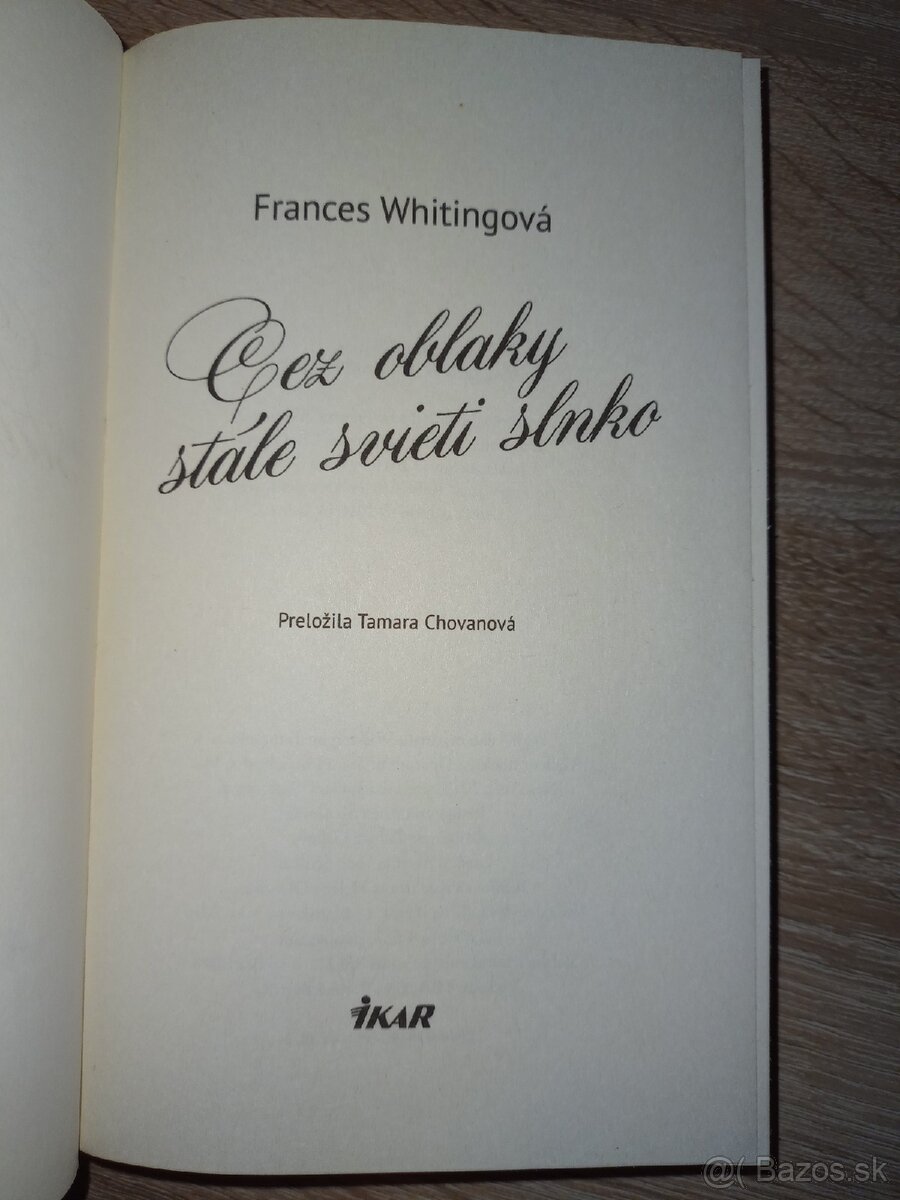 Frances Whitingová
Cez oblaky
stále svieti slnko
Preložila Tamara Chovanová
iKAR
@( Bazos.sk